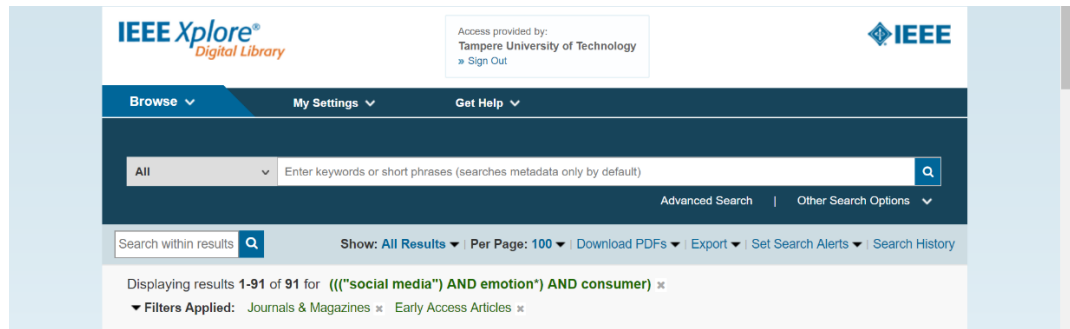 IEEE Xplore®
Digital Library
Access provided by:
Tampere University of Technology
» Sign Out
IEEE
Browse My Settings Get Help
All Enter keywords or short phrases (searches metadata only by default)
Advanced Search | Other Search Options
Search within results Show: All Results | Per Page: 100 | Download PDFs | Export | Set Search Alerts | Search History
Displaying results 1-91 of 91 for ((("social media") AND emotion*) AND consumer) ×
Filters Applied: Journals & Magazines × Early Access Articles ×